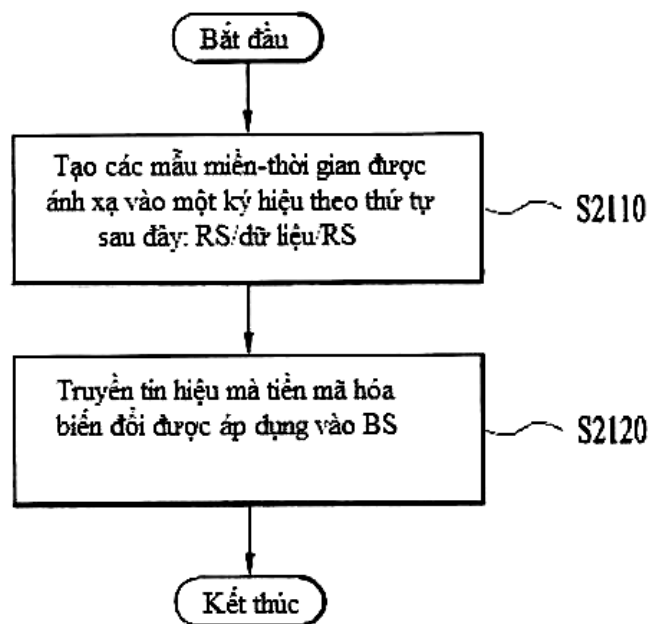 Bắt đầu
Tạo các mẫu miền-thời gian được
ánh xạ vào một ký hiệu theo thứ tự
sau đây: RS/dữ liệu/RS
S2110
Truyền tín hiệu mà tiền mã hóa
biến đổi được áp dụng vào BS
S2120
Kết thúc